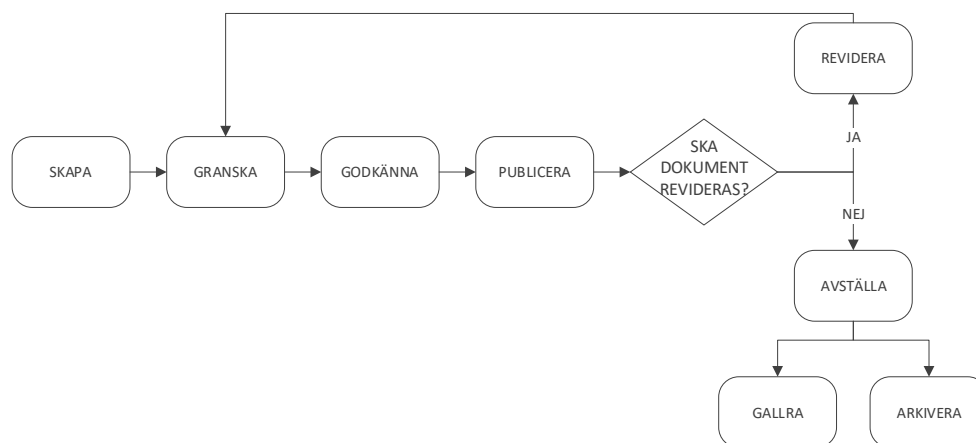 REVIDERA
JA
SKAPA
GRANSKA
GODKÄNNA
PUBLICERA
SKA
DOKUMENT
REVIDERAS?
NEJ
AVSTÄLLA
GALLRA
ARKIVERA